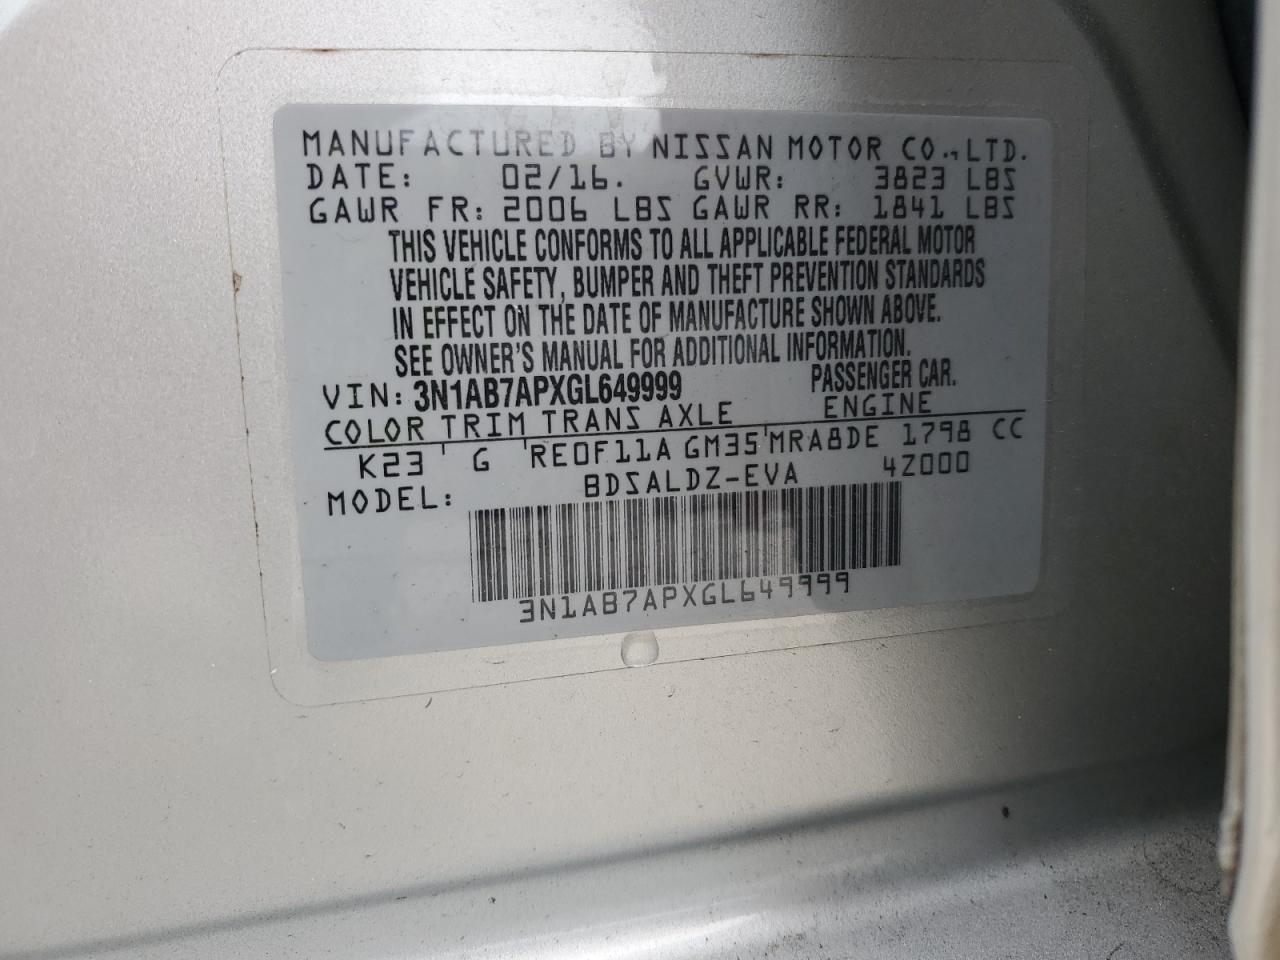 MANUFACTURED BY NISSAN MOTOR CO.,LTD.
DATE: 02/16. GVWR: 3823 LBS
GAWR FR: 2006 LBS GAWR RR: 1841 LBS
THIS VEHICLE CONFORMS TO ALL APPLICABLE FEDERAL MOTOR
VEHICLE SAFETY, BUMPER AND THEFT PREVENTION STANDARDS
IN EFFECT ON THE DATE OF MANUFACTURE SHOWN ABOVE.
SEE OWNER'S MANUAL FOR ADDITIONAL INFORMATION.
VIN: 3N1AB7APXGL649999 PASSENGER CAR.
COLOR TRIM TRANS AXLE ENGINE
K23 G RE0F11A GM35 MRA8DE 1798 CC
MODEL: BDSALDZ-EVA 4Z000
3N1AB7APXGL649999